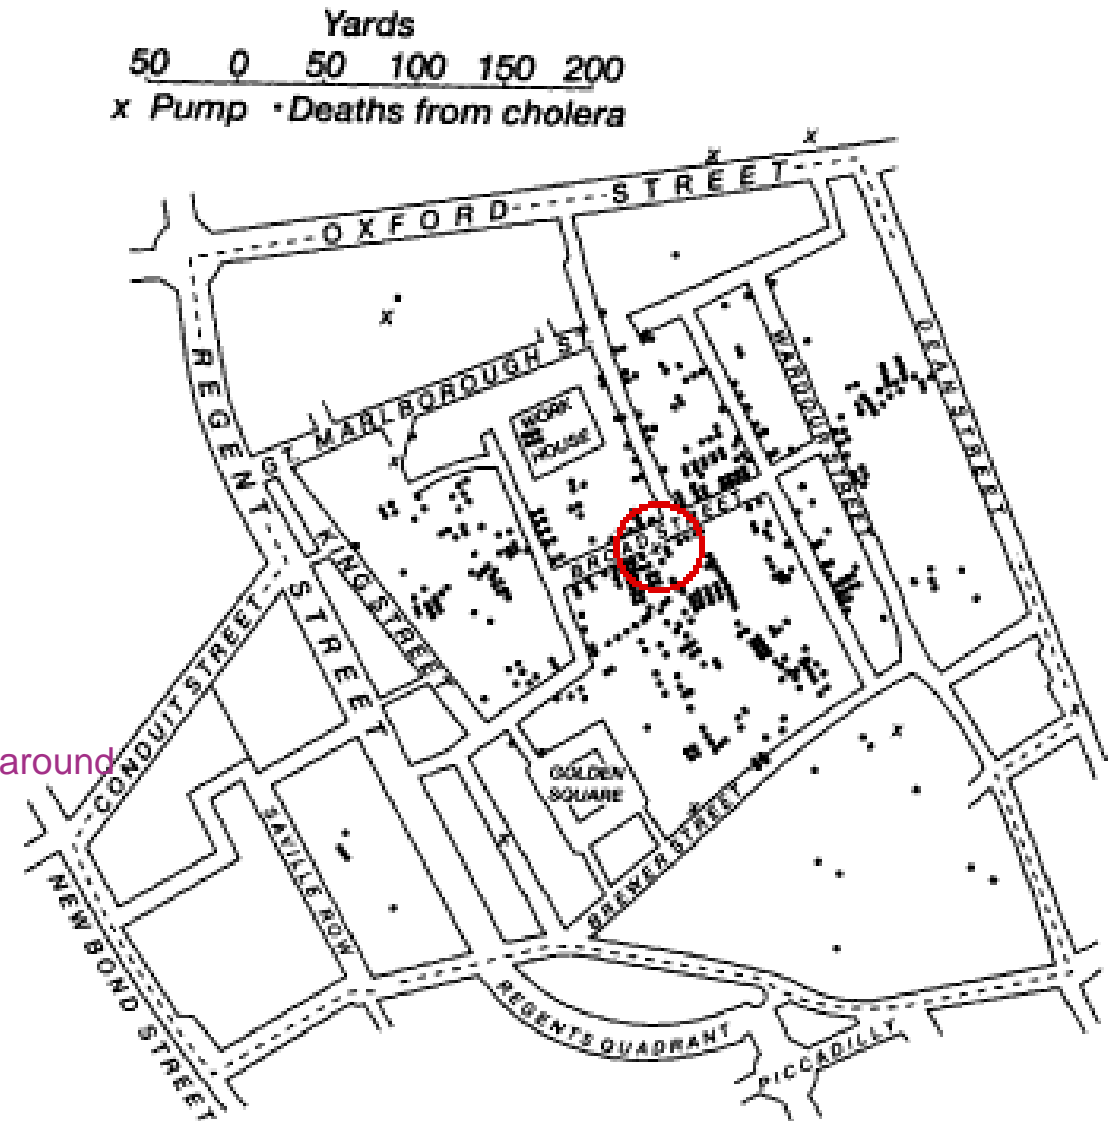 Yards
50 0 50 100 150 200
x Pump • Deaths from cholera
OXFORD STREET
REGENT STREET
GT. MARLBOROUGH ST
WORK
HOUSE
WARDOUR STREET
DEAN STREET
BROAD STREET
KING STREET
CONDUIT STREET
around
GOLDEN
SQUARE
SAVILLE ROW
BREWER STREET
NEW BOND STREET
REGENTS QUADRANT
PICCADILLY